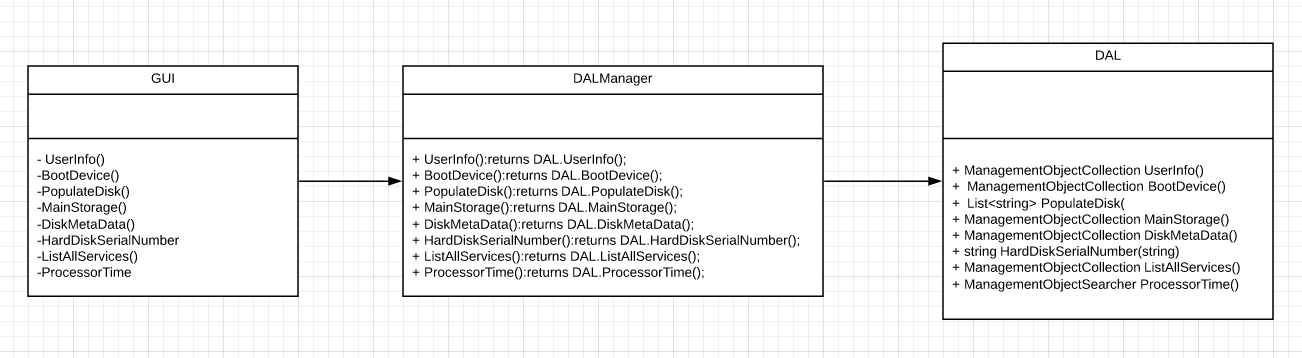 GUI
- UserInfo()
-BootDevice()
-PopulateDisk()
-MainStorage()
-DiskMetaData()
-HardDiskSerialNumber
-ListAllServices()
-ProcessorTime
DALManager
+ UserInfo():returns DAL.UserInfo();
+ BootDevice():returns DAL.BootDevice();
+ PopulateDisk():returns DAL.PopulateDisk();
+ MainStorage():returns DAL.MainStorage();
+ DiskMetaData():returns DAL.DiskMetaData();
+ HardDiskSerialNumber():returns DAL.HardDiskSerialNumber();
+ ListAllServices():returns DAL.ListAllServices();
+ ProcessorTime():returns DAL.ProcessorTime();
DAL
+ ManagementObjectCollection UserInfo()
+ ManagementObjectCollection BootDevice()
+ List<string> PopulateDisk(
+ ManagementObjectCollection MainStorage()
+ ManagementObjectCollection DiskMetaData()
+ string HardDiskSerialNumber(string)
+ ManagementObjectCollection ListAllServices()
+ ManagementObjectSearcher ProcessorTime()